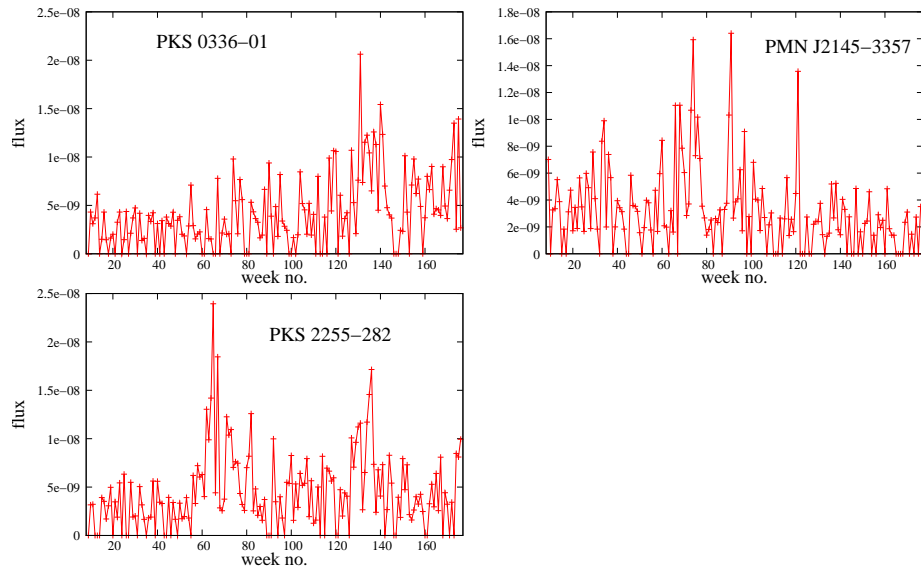 2.5e−08
2e−08
1.5e−08
1e−08
5e−09
0
flux
PKS 0336−01
20 40 60 80 100 120 140 160
week no.
1.8e−08
1.6e−08
1.4e−08
1.2e−08
1e−08
8e−09
6e−09
4e−09
2e−09
0
flux
PMN J2145−3357
20 40 60 80 100 120 140 160
week no.
2.5e−08
2e−08
1.5e−08
1e−08
5e−09
0
flux
PKS 2255−282
20 40 60 80 100 120 140 160
week no.